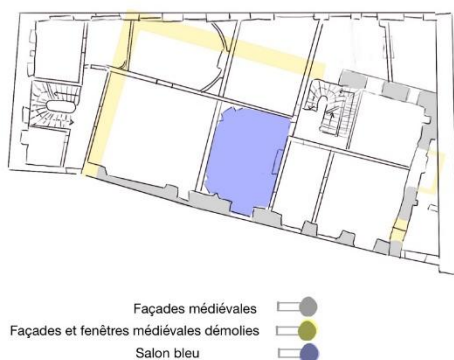 Façades médiévales
Façades et fenêtres médiévales démolies
Salon bleu